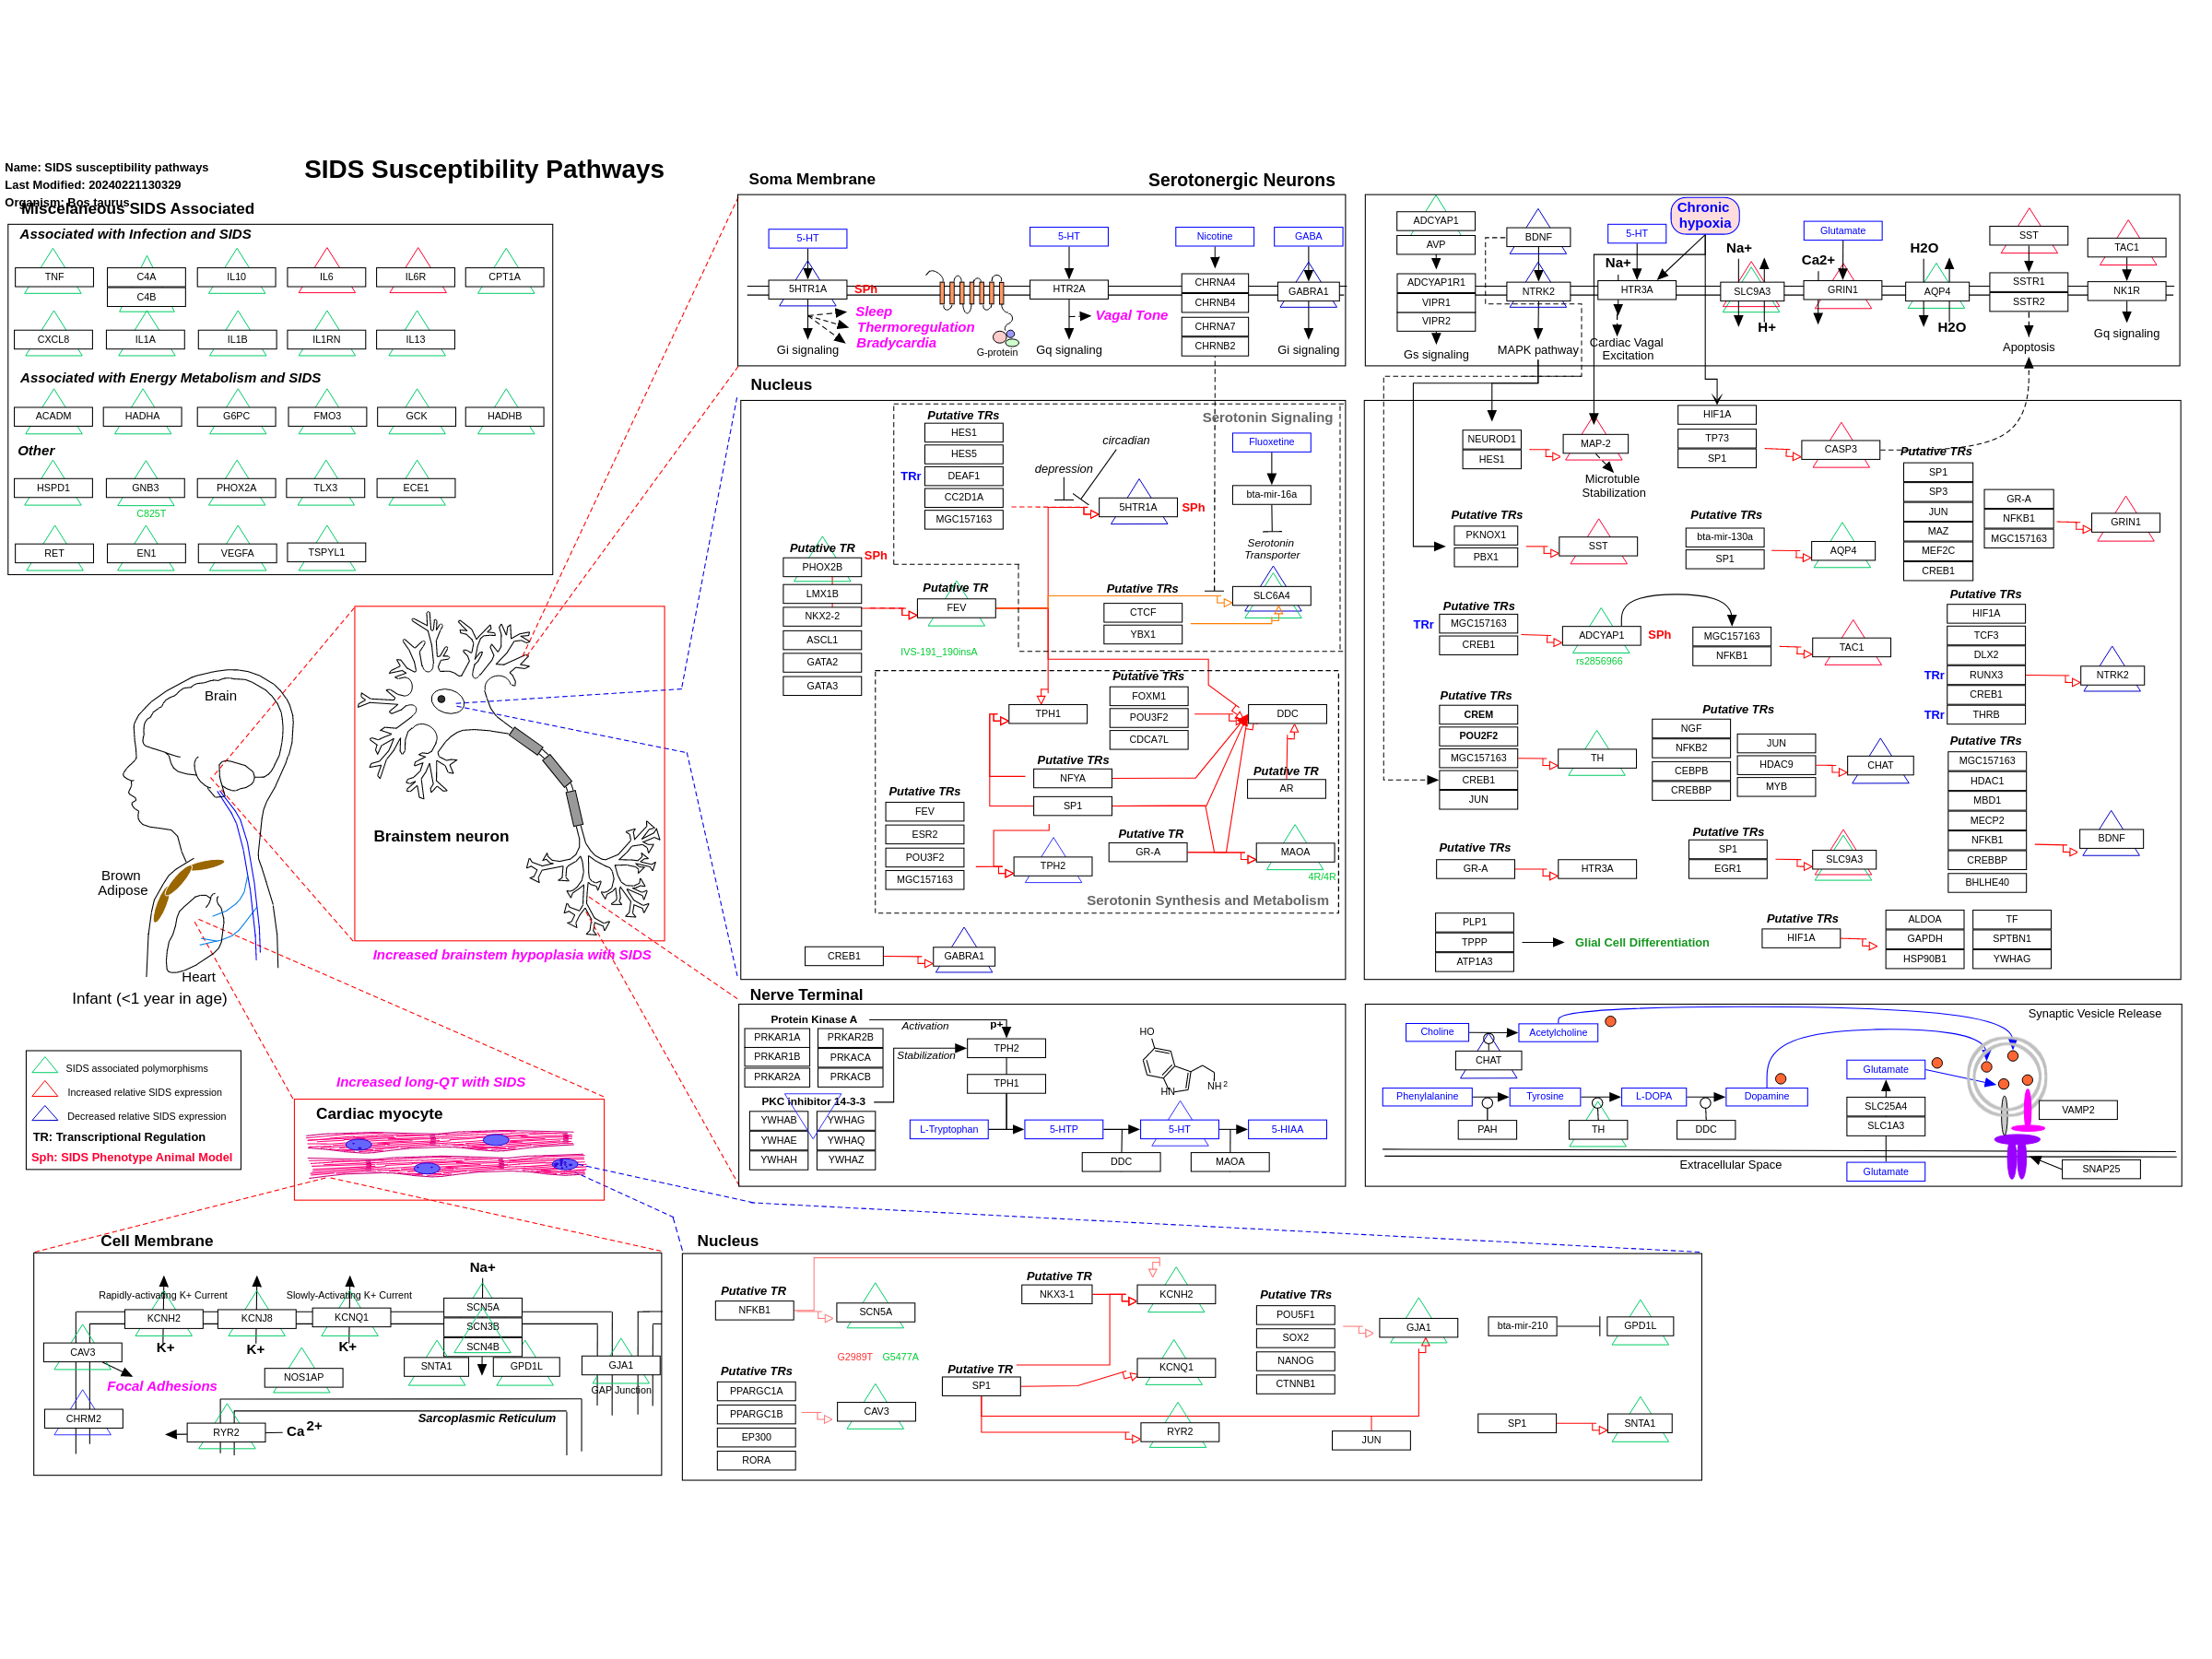 SIDS Susceptibility Pathways
Name: SIDS susceptibility pathways
Last Modified: 20240221130329
Organism: Bos taurus
Miscelaneous SIDS Associated
Associated with Infection and SIDS
TNF
C4A
C4B
IL10
IL6
IL6R
CPT1A
CXCL8
IL1A
IL1B
IL1RN
IL13
Associated with Energy Metabolism and SIDS
ACADM
HADHA
G6PC
FMO3
GCK
HADHB
Other
HSPD1
GNB3
PHOX2A
TLX3
ECE1
C825T
RET
EN1
VEGFA
TSPYL1
Brain
Brown
Adipose
Heart
Infant (<1 year in age)
Brainstem neuron
Increased brainstem hypoplasia with SIDS
SIDS associated polymorphisms
Increased relative SIDS expression
Decreased relative SIDS expression
TR: Transcriptional Regulation
Sph: SIDS Phenotype Animal Model
Increased long-QT with SIDS
Cardiac myocyte
Soma Membrane
Serotonergic Neurons
5-HT
5HTR1A
SPh
Sleep
Thermoregulation
Bradycardia
Gi signaling
G-protein
5-HT
HTR2A
Vagal Tone
Gq signaling
Nicotine
CHRNA4
CHRNB4
CHRNA7
CHRNB2
GABA
GABRA1
Gi signaling
ADCYAP1
AVP
ADCYAP1R1
VIPR1
VIPR2
Gs signaling
BDNF
NTRK2
MAPK pathway
5-HT
Na+
HTR3A
Cardiac Vagal
Excitation
Chronic
hypoxia
Na+
SLC9A3
H+
Glutamate
Ca2+
GRIN1
H2O
AQP4
H2O
SST
SSTR1
SSTR2
Apoptosis
TAC1
NK1R
Gq signaling
Nucleus
Putative TRs
HES1
HES5
TRr
DEAF1
CC2D1A
MGC157163
circadian
depression
5HTR1A
SPh
Serotonin Signaling
Fluoxetine
bta-mir-16a
Serotonin
Transporter
SLC6A4
Putative TR
PHOX2B
SPh
LMX1B
NKX2-2
ASCL1
GATA2
GATA3
Putative TR
FEV
IVS-191_190insA
Putative TRs
CTCF
YBX1
TPH1
Putative TRs
FOXM1
POU3F2
CDCA7L
DDC
Putative TRs
NFYA
SP1
Putative TR
AR
Putative TRs
FEV
ESR2
POU3F2
MGC157163
TPH2
Putative TR
GR-A
MAOA
4R/4R
Serotonin Synthesis and Metabolism
CREB1
GABRA1
NEUROD1
HES1
MAP-2
Microtuble
Stabilization
HIF1A
TP73
SP1
CASP3
Putative TRs
SP1
SP3
JUN
MAZ
MEF2C
CREB1
GR-A
NFKB1
MGC157163
GRIN1
Putative TRs
PKNOX1
PBX1
SST
Putative TRs
bta-mir-130a
SP1
AQP4
Putative TRs
TRr
MGC157163
CREB1
ADCYAP1
SPh
rs2856966
MGC157163
NFKB1
TAC1
Putative TRs
HIF1A
TCF3
DLX2
TRr
RUNX3
CREB1
TRr
THRB
NTRK2
Putative TRs
CREM
POU2F2
MGC157163
CREB1
JUN
TH
Putative TRs
NGF
NFKB2
CEBPB
CREBBP
JUN
HDAC9
MYB
CHAT
Putative TRs
MGC157163
HDAC1
MBD1
MECP2
NFKB1
CREBBP
BHLHE40
BDNF
Putative TRs
GR-A
HTR3A
Putative TRs
SP1
EGR1
SLC9A3
PLP1
TPPP
ATP1A3
Glial Cell Differentiation
Putative TRs
HIF1A
ALDOA
GAPDH
HSP90B1
TF
SPTBN1
YWHAG
Nerve Terminal
Protein Kinase A
PRKAR1A
PRKAR1B
PRKAR2A
PRKAR2B
PRKACA
PRKACB
Activation
Stabilization
p+
TPH2
TPH1
PKC inhibitor 14-3-3
YWHAB
YWHAE
YWHAH
YWHAG
YWHAQ
YWHAZ
L-Tryptophan
5-HTP
5-HT
5-HIAA
DDC
MAOA
HO
HN
NH 2
Choline
Acetylcholine
CHAT
Phenylalanine
Tyrosine
L-DOPA
Dopamine
PAH
TH
DDC
Glutamate
SLC25A4
SLC1A3
Glutamate
Extracellular Space
Synaptic Vesicle Release
VAMP2
SNAP25
Cell Membrane
Rapidly-activating K+ Current
Slowly-Activating K+ Current
KCNH2
K+
KCNJ8
K+
KCNQ1
K+
Na+
SCN5A
SCN3B
SCN4B
SNTA1
GPD1L
GJA1
GAP Junction
CAV3
Focal Adhesions
NOS1AP
CHRM2
RYR2
Ca 2+
Sarcoplasmic Reticulum
Nucleus
Putative TR
NFKB1
SCN5A
G2989T
G5477A
Putative TRs
PPARGC1A
PPARGC1B
EP300
RORA
CAV3
Putative TR
NKX3-1
KCNH2
Putative TR
SP1
KCNQ1
RYR2
Putative TRs
POU5F1
SOX2
NANOG
CTNNB1
GJA1
JUN
bta-mir-210
GPD1L
SP1
SNTA1